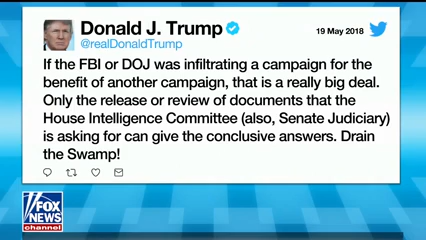 Donald J. Trump
@realDonaldTrump
19 May 2018
If the FBI or DOJ was infiltrating a campaign for the
benefit of another campaign, that is a really big deal.
Only the release or review of documents that the
House Intelligence Committee (also, Senate Judiciary)
is asking for can give the conclusive answers. Drain
the Swamp!
FOX
NEWS
channel